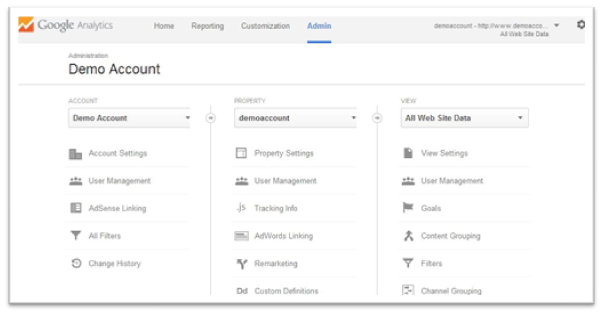 Google Analytics
Home
Reporting
Customization
Admin
demoaccount - http://www.demoacco...
All Web Site Data
Administration
Demo Account
ACCOUNT
Demo Account
Account Settings
User Management
AdSense Linking
All Filters
Change History
PROPERTY
demoaccount
Property Settings
User Management
.js Tracking Info
AdWords Linking
Remarketing
Dd Custom Definitions
VIEW
All Web Site Data
View Settings
User Management
Goals
Content Grouping
Filters
Channel Grouping